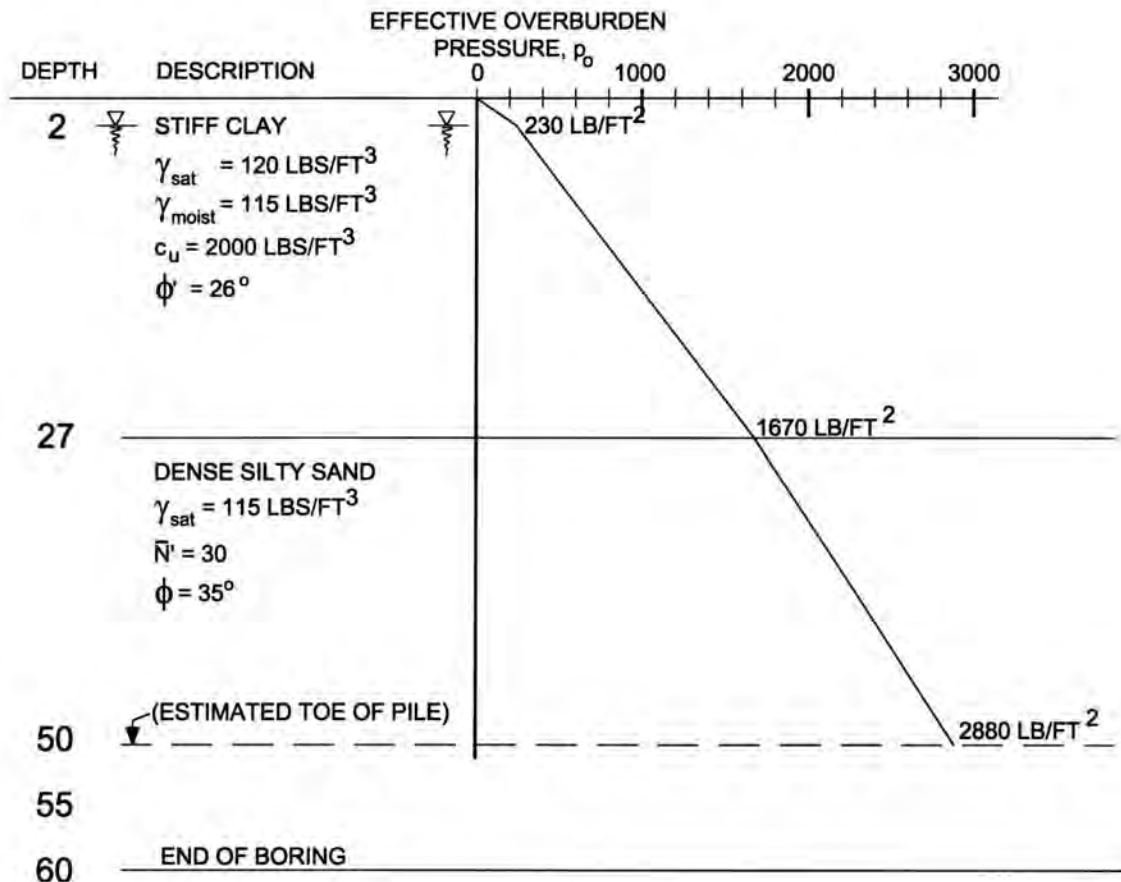 EFFECTIVE OVERBURDEN
PRESSURE, pₒ
DEPTH DESCRIPTION 0 1000 2000 3000
2 STIFF CLAY 230 LB/FT²
γsat = 120 LBS/FT³
γmoist = 115 LBS/FT³
cu = 2000 LBS/FT³
ϕ' = 26°
27 1670 LB/FT²
DENSE SILTY SAND
γsat = 115 LBS/FT³
N̄' = 30
ϕ = 35°
(ESTIMATED TOE OF PILE)
50 2880 LB/FT²
55
END OF BORING
60